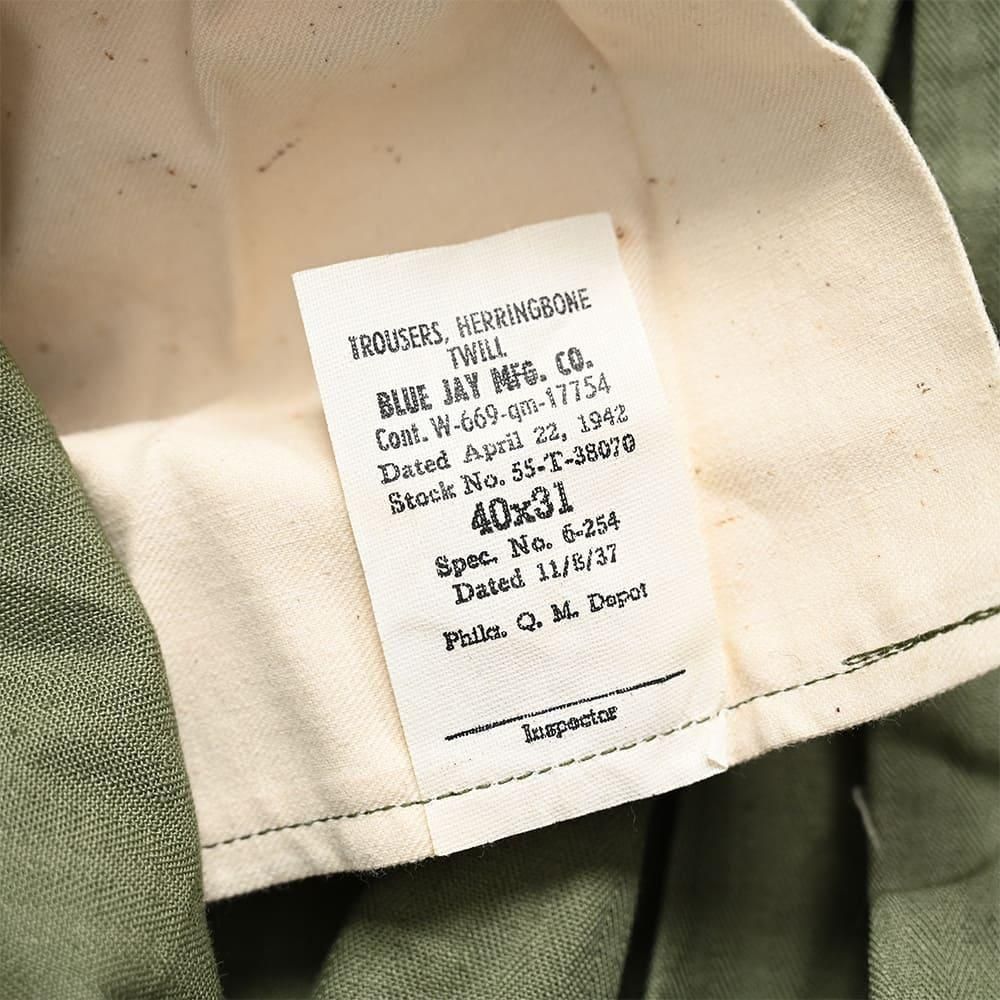 TROUSERS, HERRINGBONE
TWILL
BLUE JAY MFG. CO.
Cont. W-669-qm-17754
Dated April 22, 1942
Stock No. 55-T-38070
40x31
Spec. No. 6-254
Dated 11/5/37
Phila. Q. M. Depot
Inspector